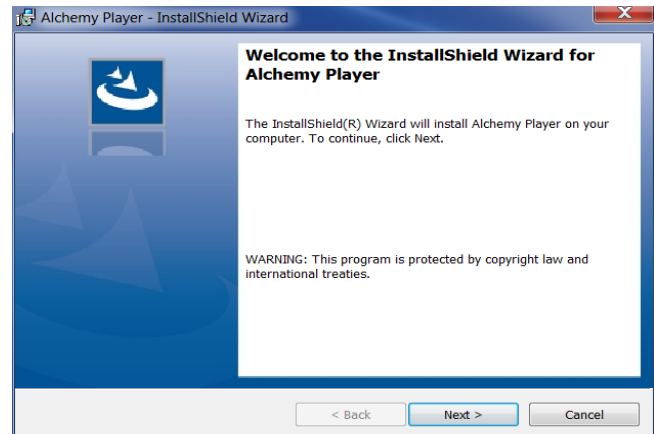 Alchemy Player - InstallShield Wizard
X
Welcome to the InstallShield Wizard for
Alchemy Player
The InstallShield(R) Wizard will install Alchemy Player on your
computer. To continue, click Next.
WARNING: This program is protected by copyright law and
international treaties.
< Back Next > Cancel